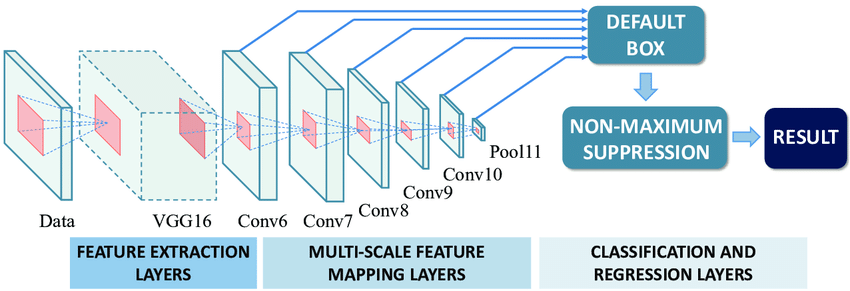 DEFAULT
BOX
NON-MAXIMUM
SUPPRESSION
RESULT
Data
VGG16
Conv6
Conv7
Conv8
Conv9
Conv10
Pool11
FEATURE EXTRACTION
LAYERS
MULTI-SCALE FEATURE
MAPPING LAYERS
CLASSIFICATION AND
REGRESSION LAYERS